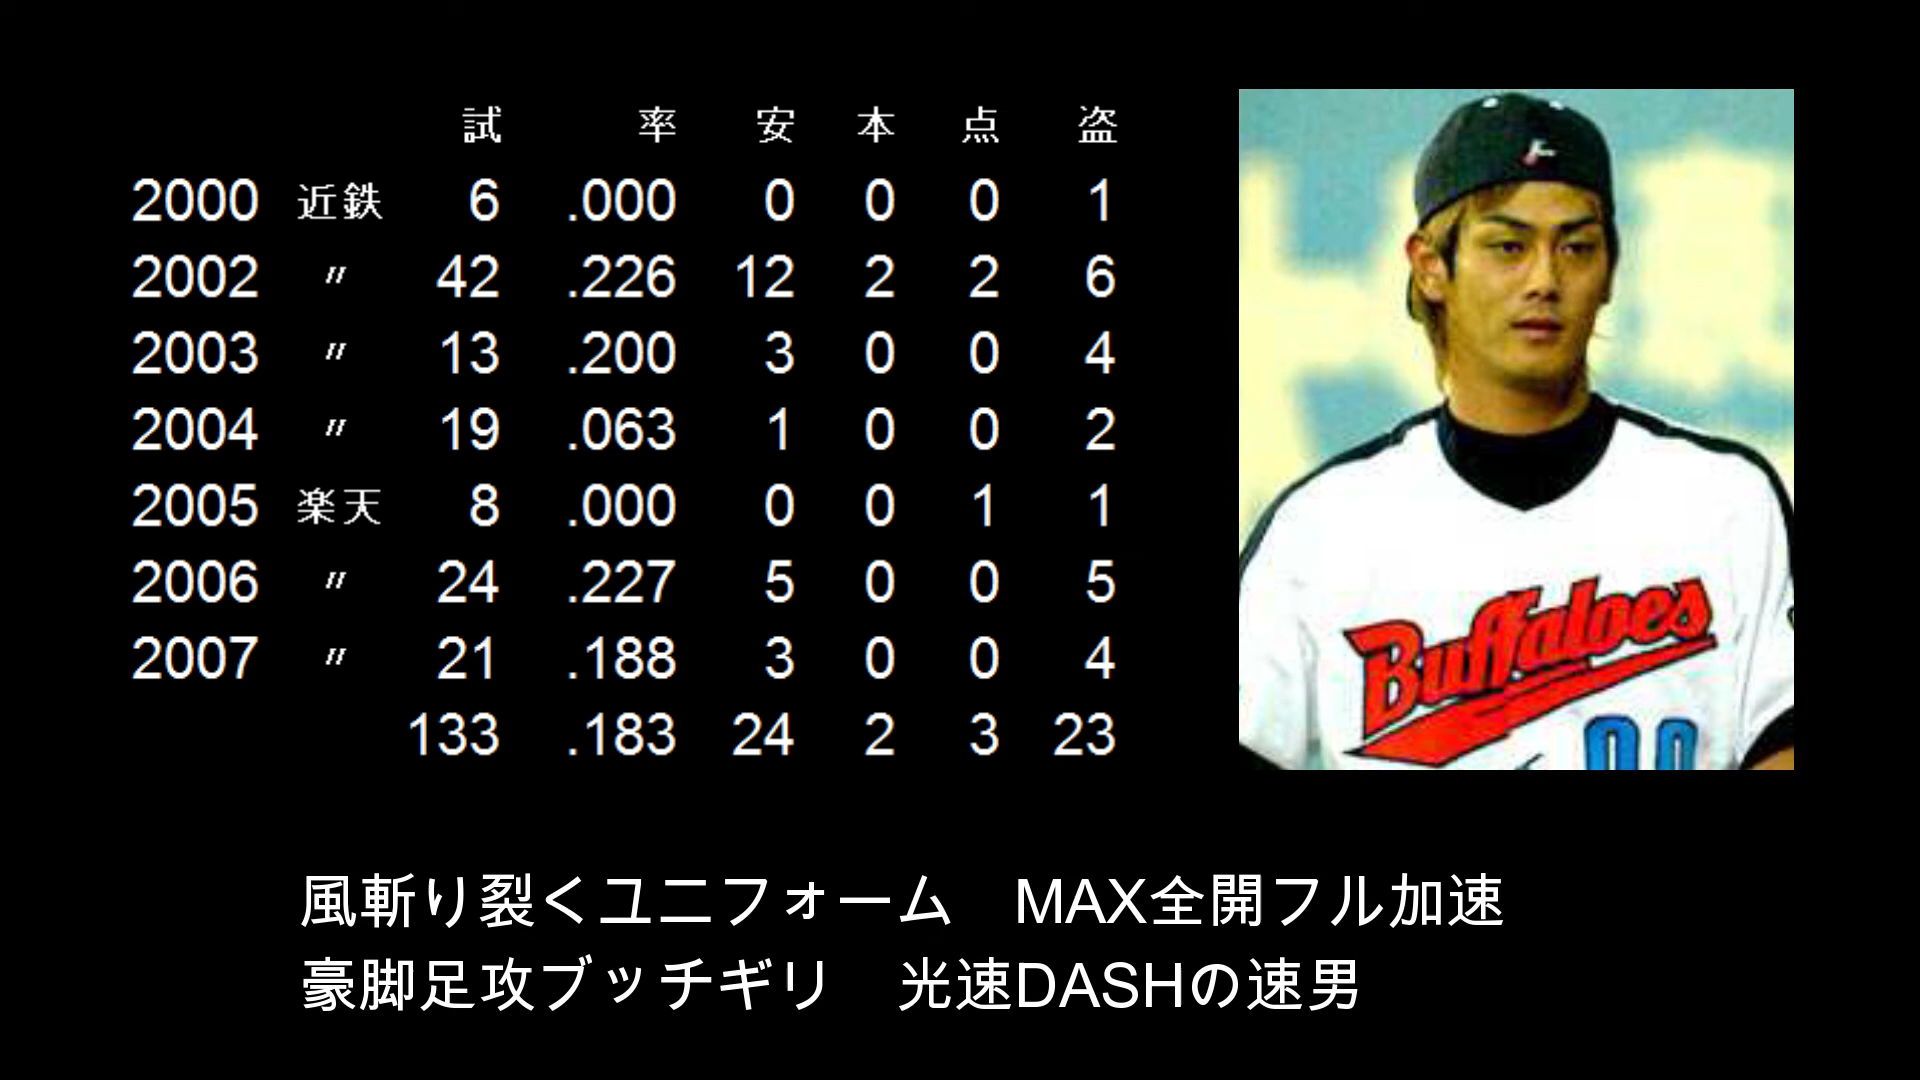 試 率 安 本 点 盗
2000 近鉄 6 .000 0 0 0 1
2002 〃 42 .226 12 2 2 6
2003 〃 13 .200 3 0 0 4
2004 〃 19 .063 1 0 0 2
2005 楽天 8 .000 0 0 1 1
2006 〃 24 .227 5 0 0 5
2007 〃 21 .188 3 0 0 4
133 .183 24 2 3 23
Buffaloes
風斬り裂くユニフォーム　MAX全開フル加速
豪脚足攻ブッチギリ　光速DASHの速男